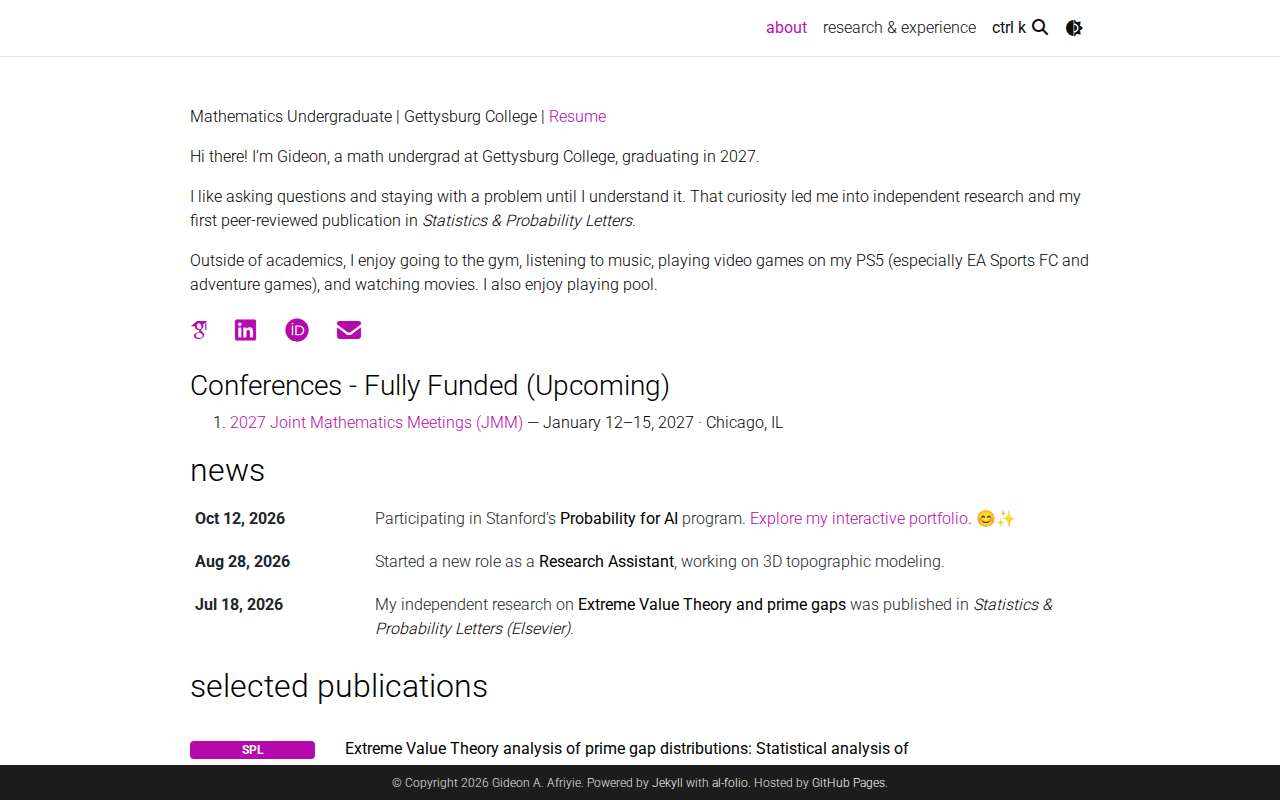 about research & experience ctrl k
Mathematics Undergraduate | Gettysburg College | Resume
Hi there! I’m Gideon, a math undergrad at Gettysburg College, graduating in 2027.
I like asking questions and staying with a problem until I understand it. That curiosity led me into independent research and my
first peer-reviewed publication in Statistics & Probability Letters.
Outside of academics, I enjoy going to the gym, listening to music, playing video games on my PS5 (especially EA Sports FC and
adventure games), and watching movies. I also enjoy playing pool.
Conferences - Fully Funded (Upcoming)
1. 2027 Joint Mathematics Meetings (JMM) — January 12–15, 2027 · Chicago, IL
news
Oct 12, 2026 Participating in Stanford’s Probability for AI program. Explore my interactive portfolio. 😊✨
Aug 28, 2026 Started a new role as a Research Assistant, working on 3D topographic modeling.
Jul 18, 2026 My independent research on Extreme Value Theory and prime gaps was published in Statistics &
Probability Letters (Elsevier).
selected publications
SPL Extreme Value Theory analysis of prime gap distributions: Statistical analysis of
© Copyright 2026 Gideon A. Afriyie. Powered by Jekyll with al-folio. Hosted by GitHub Pages.